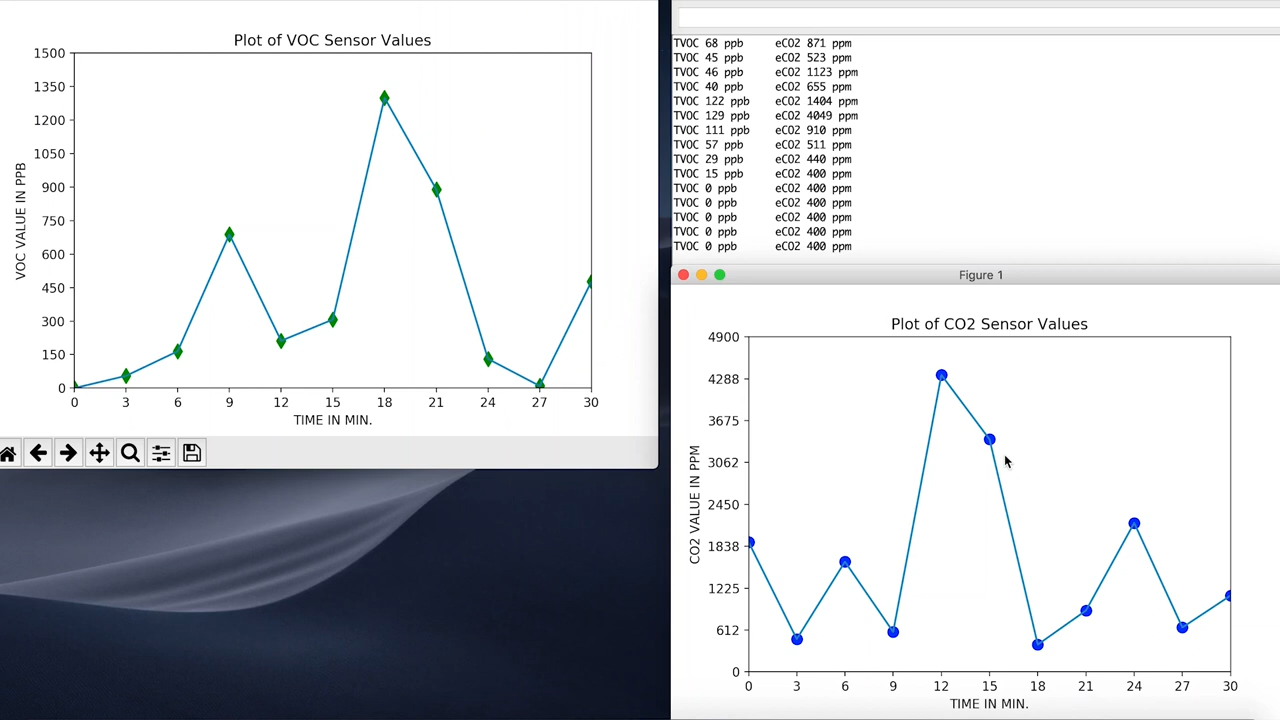 Plot of VOC Sensor Values
1500
1350
1200
1050
900
750
600
450
300
150
0
VOC VALUE IN PPB
0 3 6 9 12 15 18 21 24 27 30
TIME IN MIN.
TVOC 68 ppb eCO2 871 ppm
TVOC 45 ppb eCO2 523 ppm
TVOC 46 ppb eCO2 1123 ppm
TVOC 40 ppb eCO2 655 ppm
TVOC 122 ppb eCO2 1404 ppm
TVOC 129 ppb eCO2 4049 ppm
TVOC 111 ppb eCO2 910 ppm
TVOC 57 ppb eCO2 511 ppm
TVOC 29 ppb eCO2 440 ppm
TVOC 15 ppb eCO2 400 ppm
TVOC 0 ppb eCO2 400 ppm
TVOC 0 ppb eCO2 400 ppm
TVOC 0 ppb eCO2 400 ppm
TVOC 0 ppb eCO2 400 ppm
TVOC 0 ppb eCO2 400 ppm
Figure 1
Plot of CO2 Sensor Values
4900
4288
3675
3062
2450
1838
1225
612
0
CO2 VALUE IN PPM
0 3 6 9 12 15 18 21 24 27 30
TIME IN MIN.